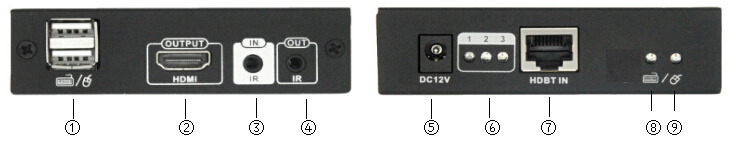 OUTPUT
HDMI
IN
IR
OUT
IR
/
①
②
③
④
DC12V
1 2 3
HDBT IN
/
⑤
⑥
⑦
⑧
⑨